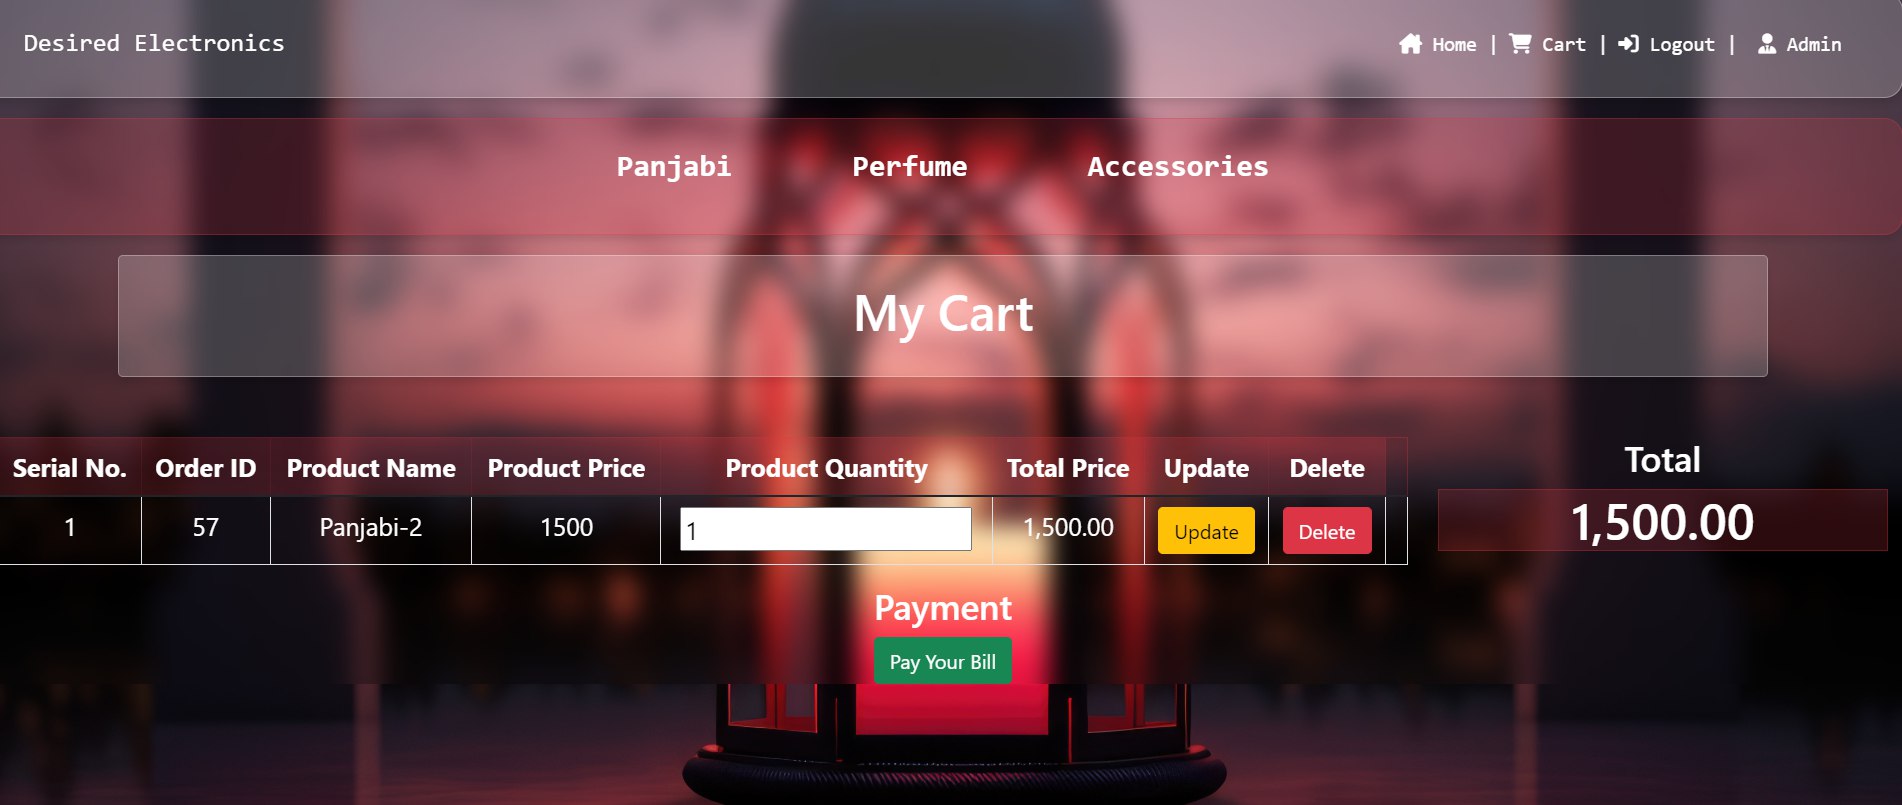 Desired Electronics
Home | Cart | Logout | Admin
Panjabi Perfume Accessories
My Cart
Serial No. Order ID Product Name Product Price Product Quantity Total Price Update Delete
1 57 Panjabi-2 1500 1 1,500.00 Update Delete
Total
1,500.00
Payment
Pay Your Bill